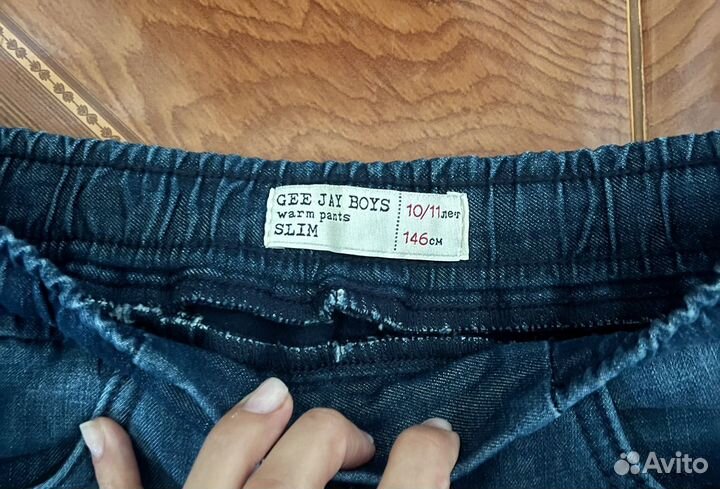 GEE JAY BOYS
warm pants
SLIM
10/11лет
146см
Avito